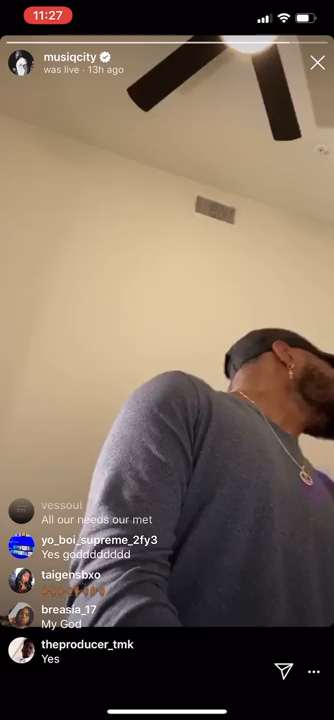 11:27
musiqcity
was live · 13h ago
vessoul
All our needs our met
yo_boi_supreme_2fy3
Yes goddddddddd
taigensbxo
breasia_17
My God
theproducer_tmk
Yes